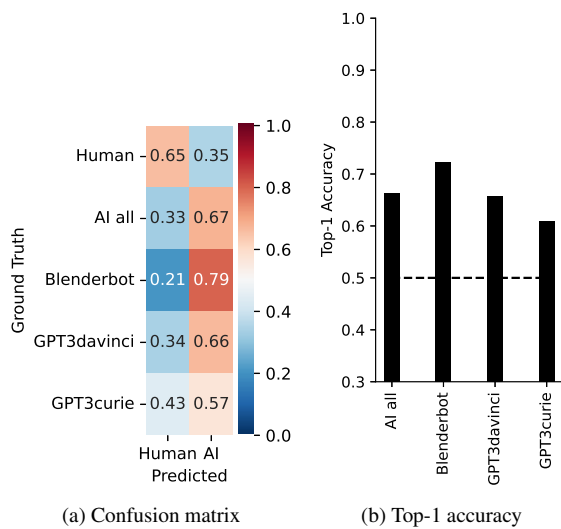 Ground Truth
Human
AI all
Blenderbot
GPT3davinci
GPT3curie
0.65 0.35
0.33 0.67
0.21 0.79
0.34 0.66
0.43 0.57
Human AI
Predicted
1.0
0.8
0.6
0.4
0.2
0.0
(a) Confusion matrix
Top-1 Accuracy
1.0
0.9
0.8
0.7
0.6
0.5
0.4
0.3
AI all
Blenderbot
GPT3davinci
GPT3curie
(b) Top-1 accuracy